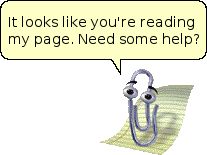 It looks like you're reading
my page. Need some help?